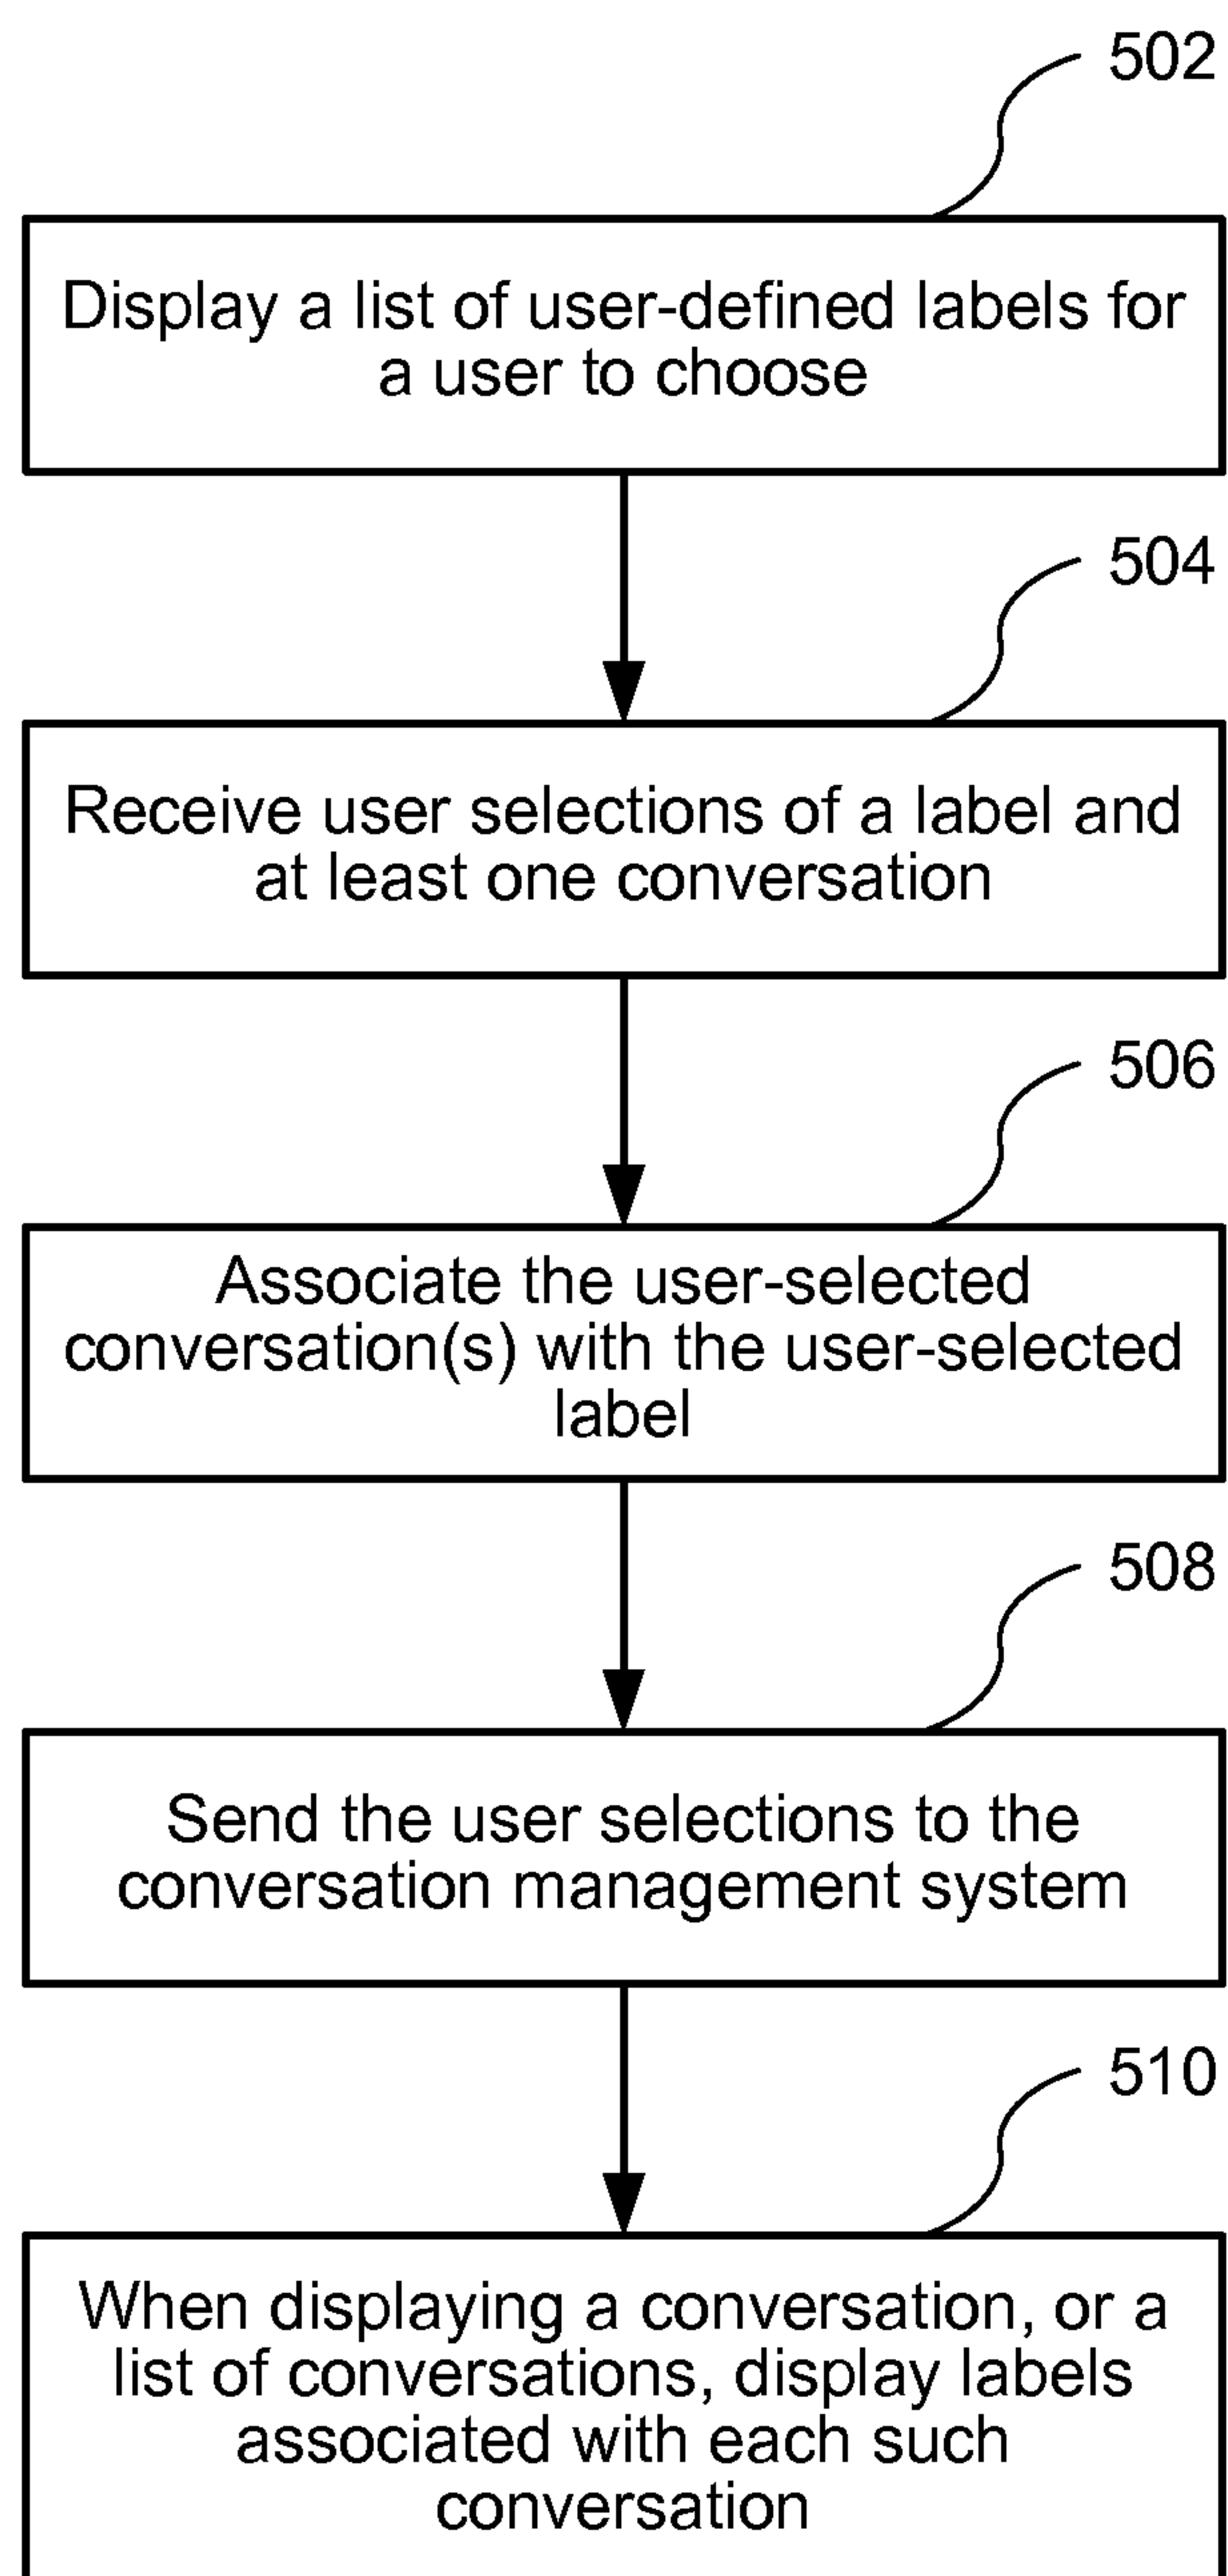 502
Display a list of user-defined labels for
a user to choose
504
Receive user selections of a label and
at least one conversation
506
Associate the user-selected
conversation(s) with the user-selected
label
508
Send the user selections to the
conversation management system
510
When displaying a conversation, or a
list of conversations, display labels
associated with each such
conversation